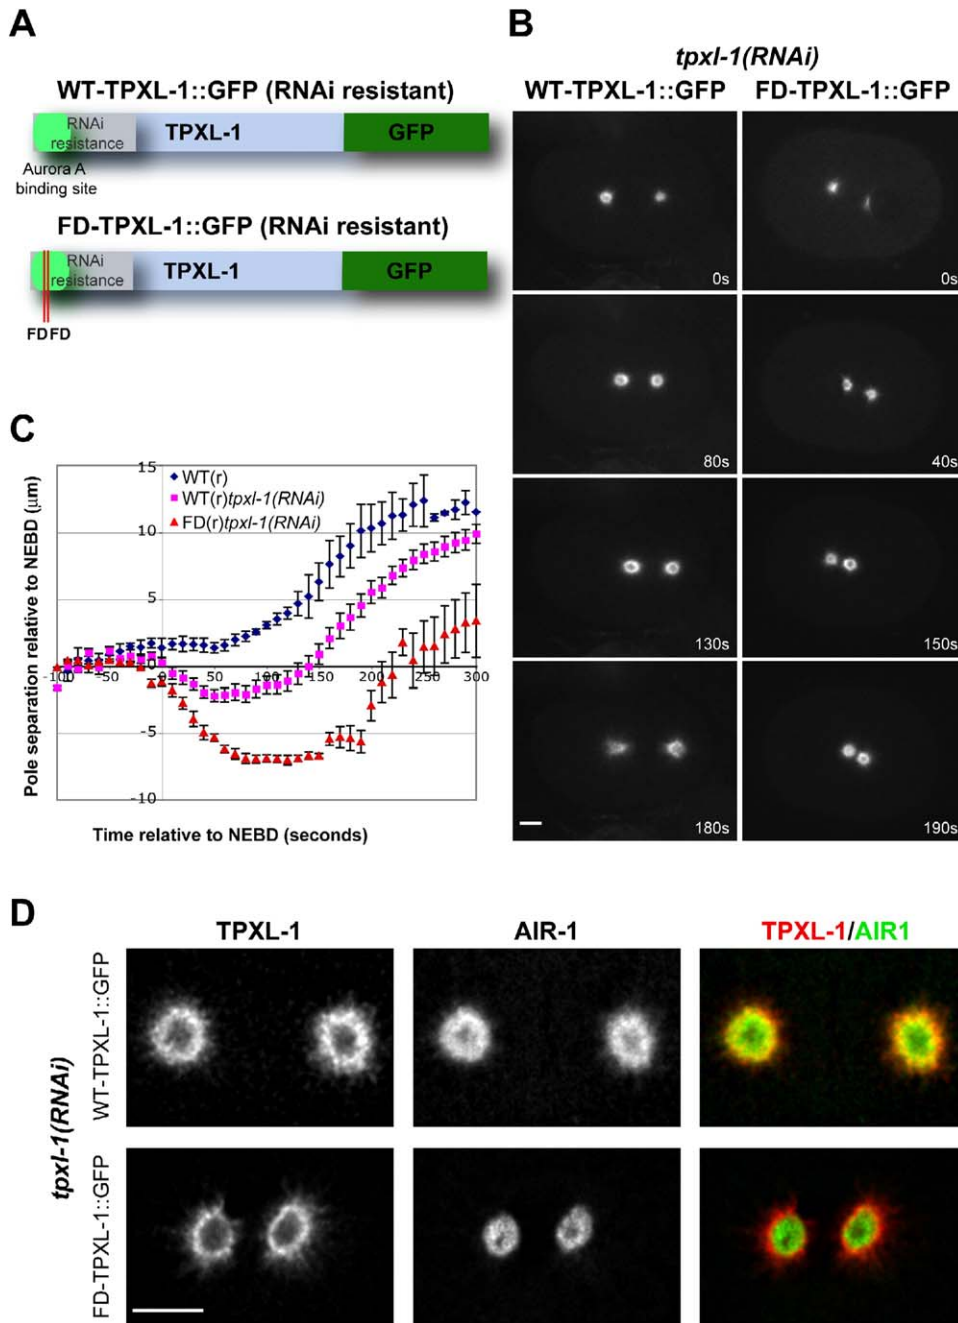 A
WT-TPXL-1::GFP (RNAi resistant)
RNAi
resistance
TPXL-1
GFP
Aurora A
binding site
FD-TPXL-1::GFP (RNAi resistant)
RNAi
resistance
TPXL-1
GFP
FD FD
B
tpxl-1(RNAi)
WT-TPXL-1::GFP FD-TPXL-1::GFP
0s 0s
80s 40s
130s 150s
180s 190s
C
Pole separation relative to NEBD (μm)
15
10
5
0
-5
-10
-100 -50 0 50 100 150 200 250 300
WT(r)
WT(r)tpxl-1(RNAi)
FD(r)tpxl-1(RNAi)
Time relative to NEBD (seconds)
D
TPXL-1 AIR-1 TPXL-1/AIR1
tpxl-1(RNAi)
WT-TPXL-1::GFP
FD-TPXL-1::GFP